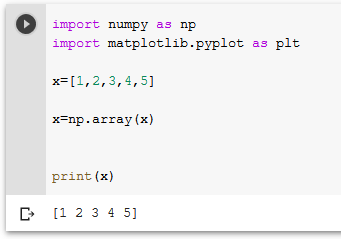 import numpy as np
import matplotlib.pyplot as plt
x=[1,2,3,4,5]
x=np.array(x)
print(x)
[1 2 3 4 5]